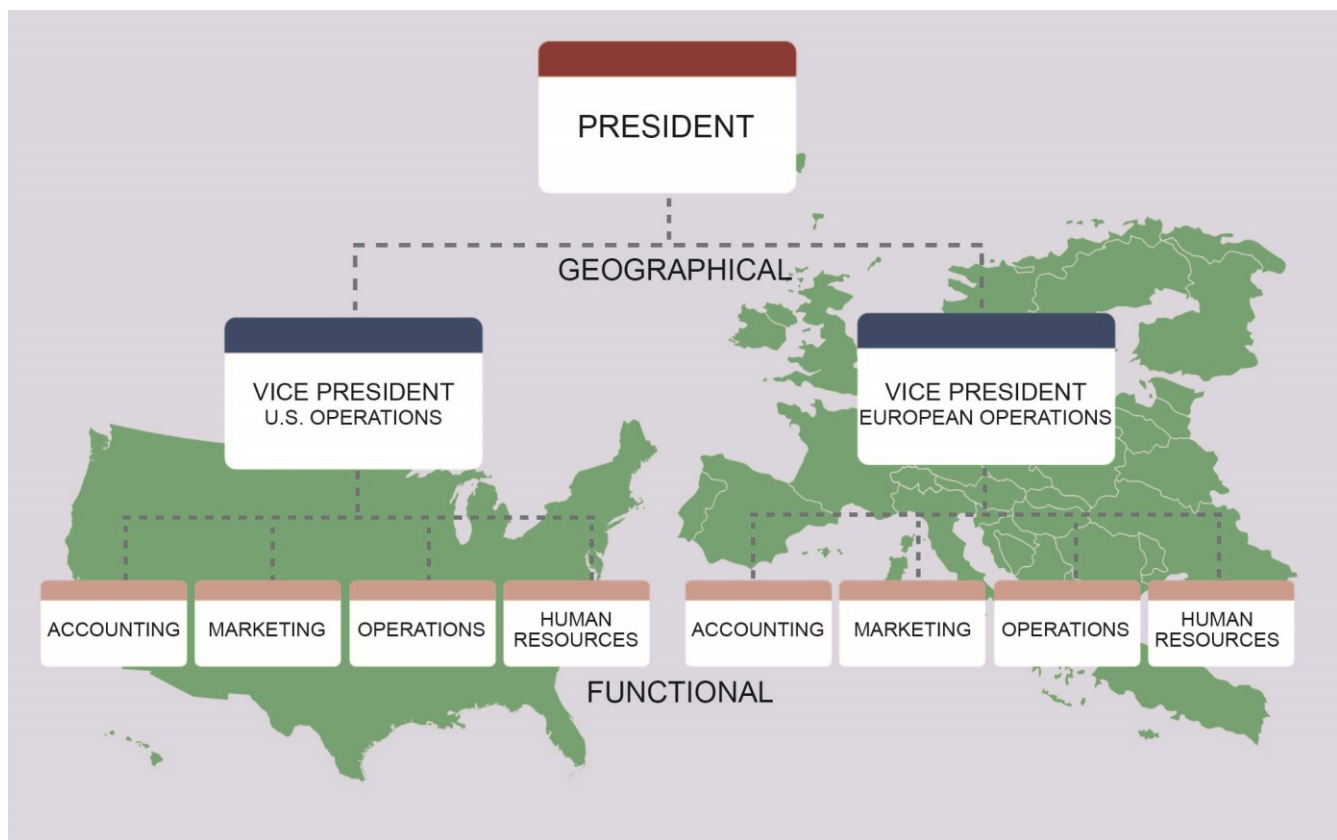 PRESIDENT
GEOGRAPHICAL
VICE PRESIDENT
U.S. OPERATIONS
VICE PRESIDENT
EUROPEAN OPERATIONS
ACCOUNTING
MARKETING
OPERATIONS
HUMAN
RESOURCES
ACCOUNTING
MARKETING
OPERATIONS
HUMAN
RESOURCES
FUNCTIONAL